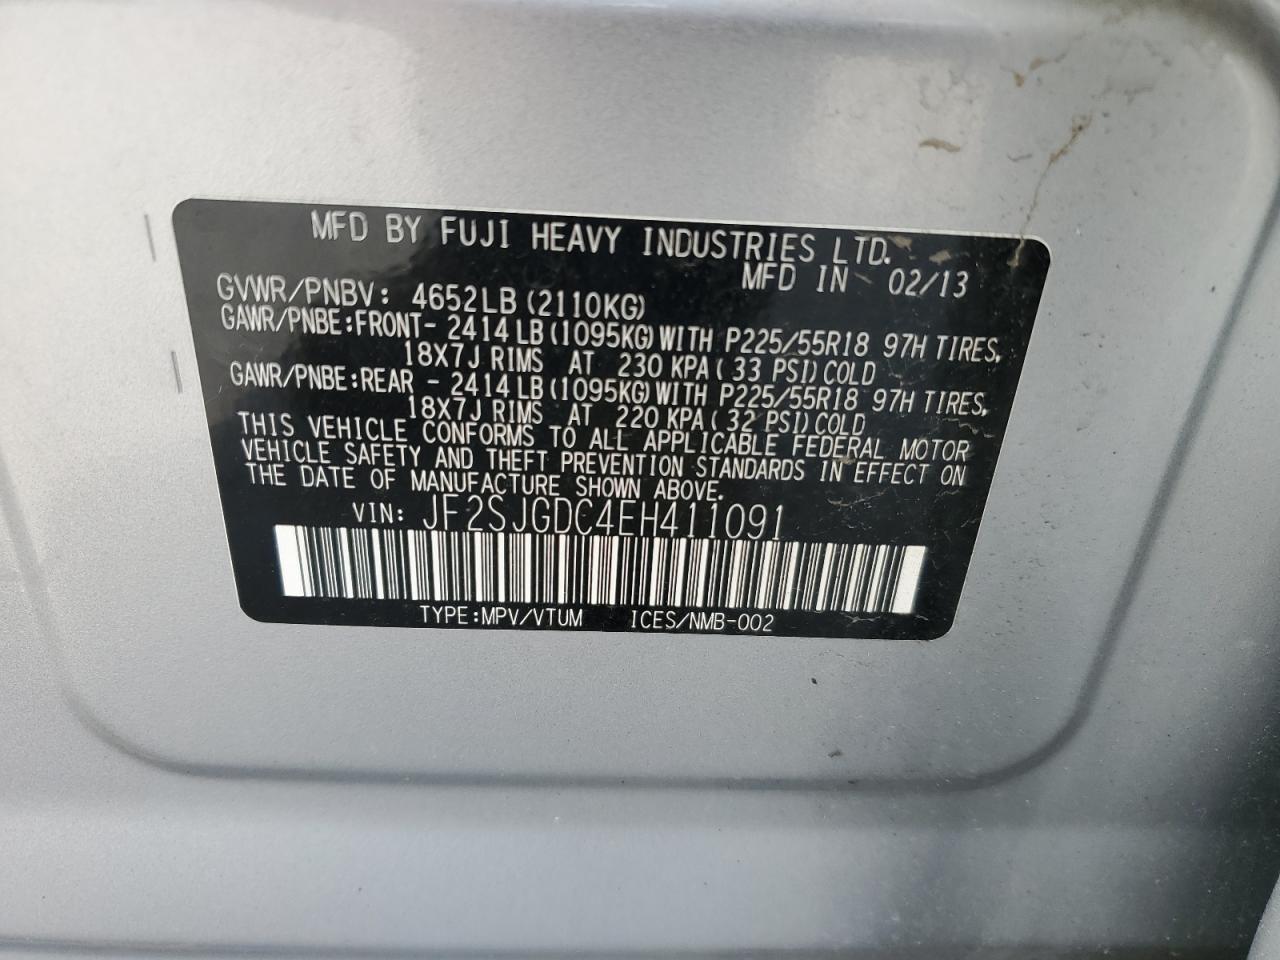 MFD BY FUJI HEAVY INDUSTRIES LTD.
MFD IN 02/13
GVWR/PNBV: 4652LB (2110KG)
GAWR/PNBE:FRONT- 2414LB (1095KG) WITH P225/55R18 97H TIRES,
18X7J RIMS AT 230 KPA ( 33 PSI) COLD
GAWR/PNBE:REAR - 2414LB (1095KG) WITH P225/55R18 97H TIRES,
18X7J RIMS AT 220 KPA ( 32 PSI) COLD
THIS VEHICLE CONFORMS TO ALL APPLICABLE FEDERAL MOTOR
VEHICLE SAFETY AND THEFT PREVENTION STANDARDS IN EFFECT ON
THE DATE OF MANUFACTURE SHOWN ABOVE.
VIN: JF2SJGDC4EH411091
TYPE:MPV/VTUM ICES/NMB-002